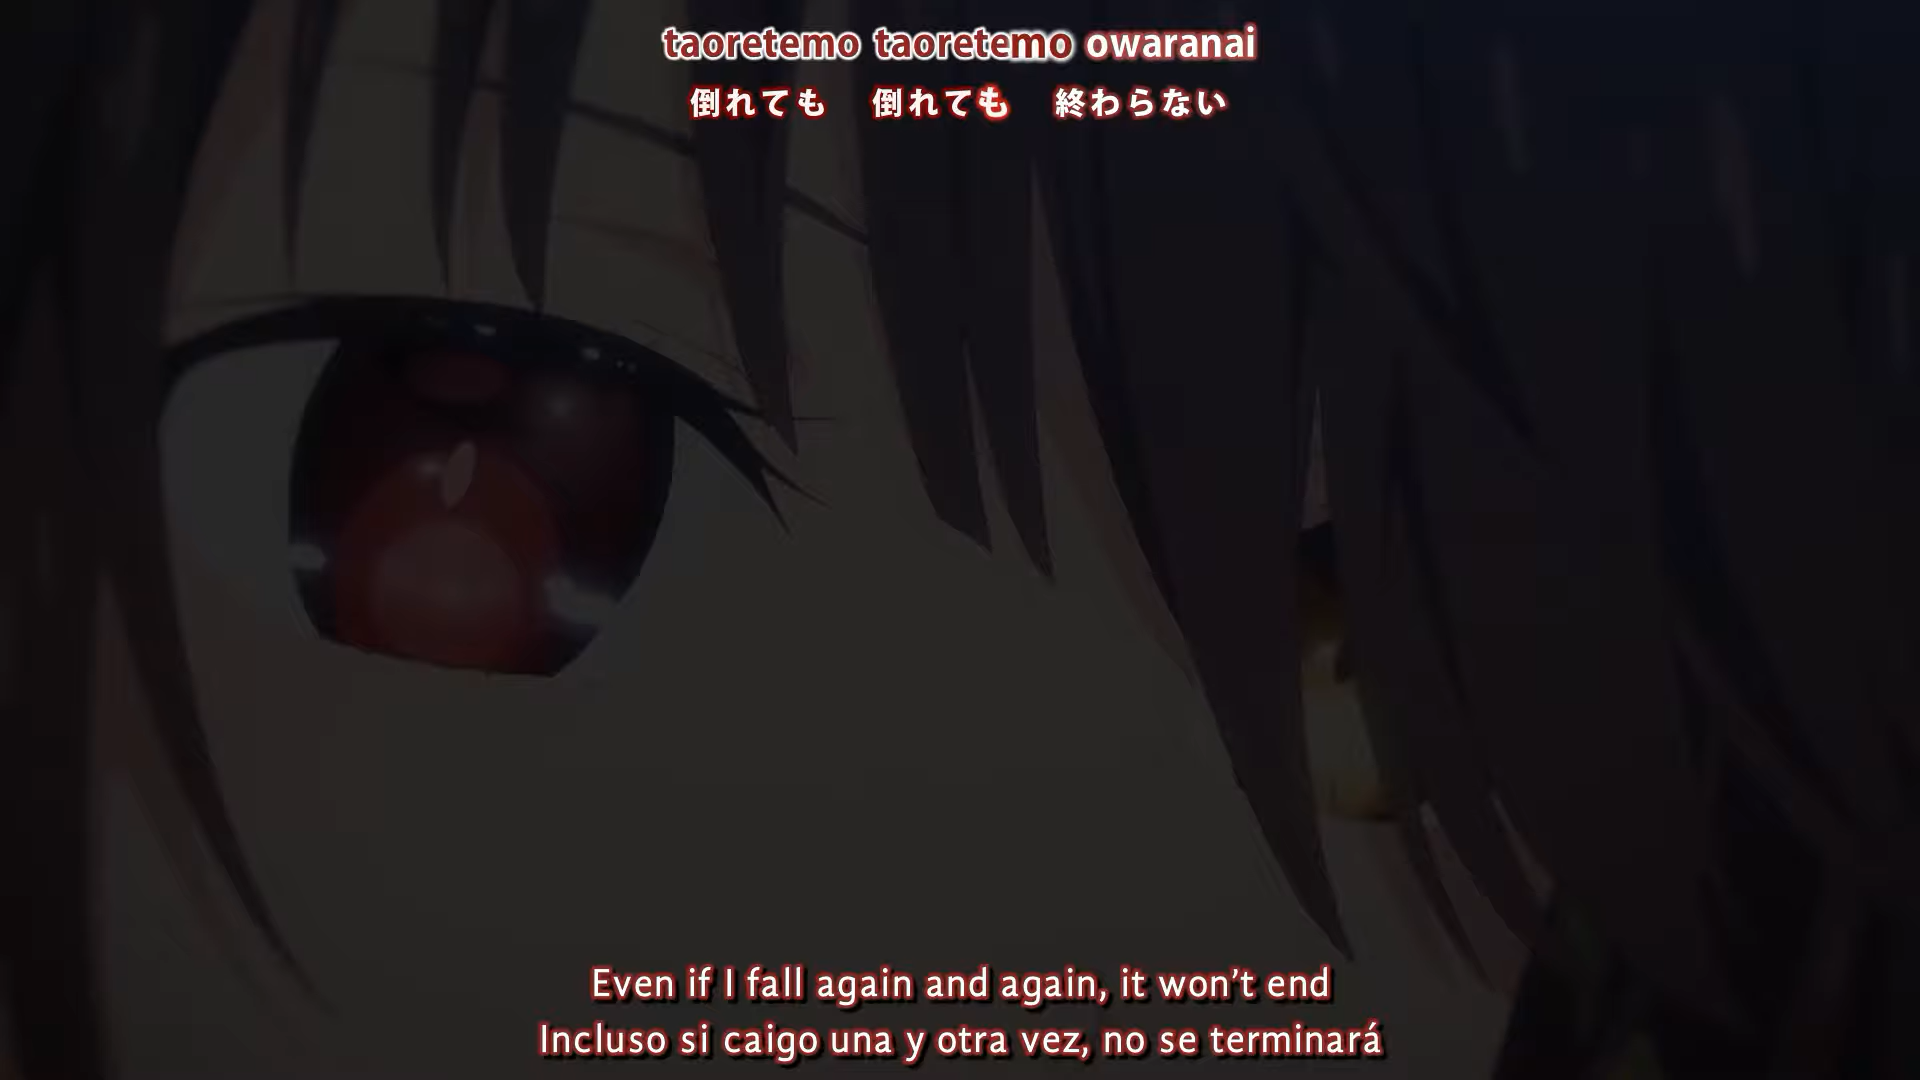 taoretemo taoretemo owaranai
倒れても　倒れても　終わらない
Even if I fall again and again, it won’t end
Incluso si caigo una y otra vez, no se terminará